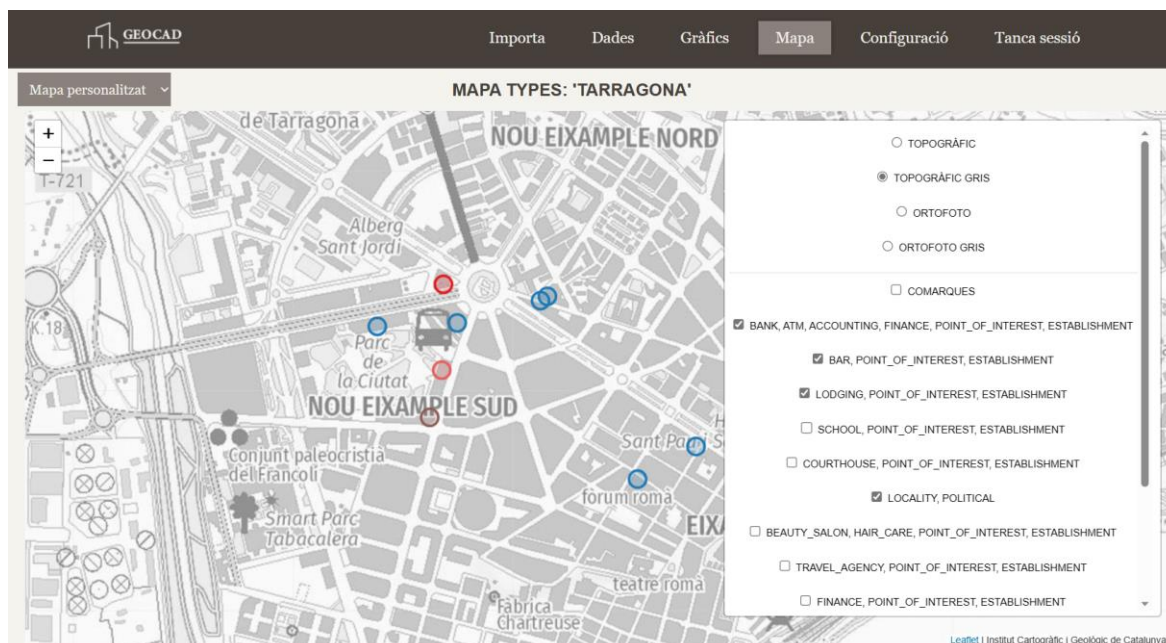 GEOCAD
Importa
Dades
Gràfics
Mapa
Configuració
Tanca sessió
Mapa personalitzat
MAPA TYPES: 'TARRAGONA'
+
−
T-721
de Tarragona
NOU EIXAMPLE NORD
Alberg
Sant Jordi
K.18
Parc
de
la Ciutat
NOU EIXAMPLE SUD
Conjunt paleocristià
del Francolí
Smart Parc
Tabacalera
fòrum romà
teatre romà
Fàbrica
Chartreuse
TOPOGRÀFIC
TOPOGRÀFIC GRIS
ORTOFOTO
ORTOFOTO GRIS
COMARQUES
BANK, ATM, ACCOUNTING, FINANCE, POINT_OF_INTEREST, ESTABLISHMENT
BAR, POINT_OF_INTEREST, ESTABLISHMENT
LODGING, POINT_OF_INTEREST, ESTABLISHMENT
SCHOOL, POINT_OF_INTEREST, ESTABLISHMENT
COURTHOUSE, POINT_OF_INTEREST, ESTABLISHMENT
LOCALITY, POLITICAL
BEAUTY_SALON, HAIR_CARE, POINT_OF_INTEREST, ESTABLISHMENT
TRAVEL_AGENCY, POINT_OF_INTEREST, ESTABLISHMENT
FINANCE, POINT_OF_INTEREST, ESTABLISHMENT
Leaflet | Institut Cartogràfic i Geològic de Catalunya